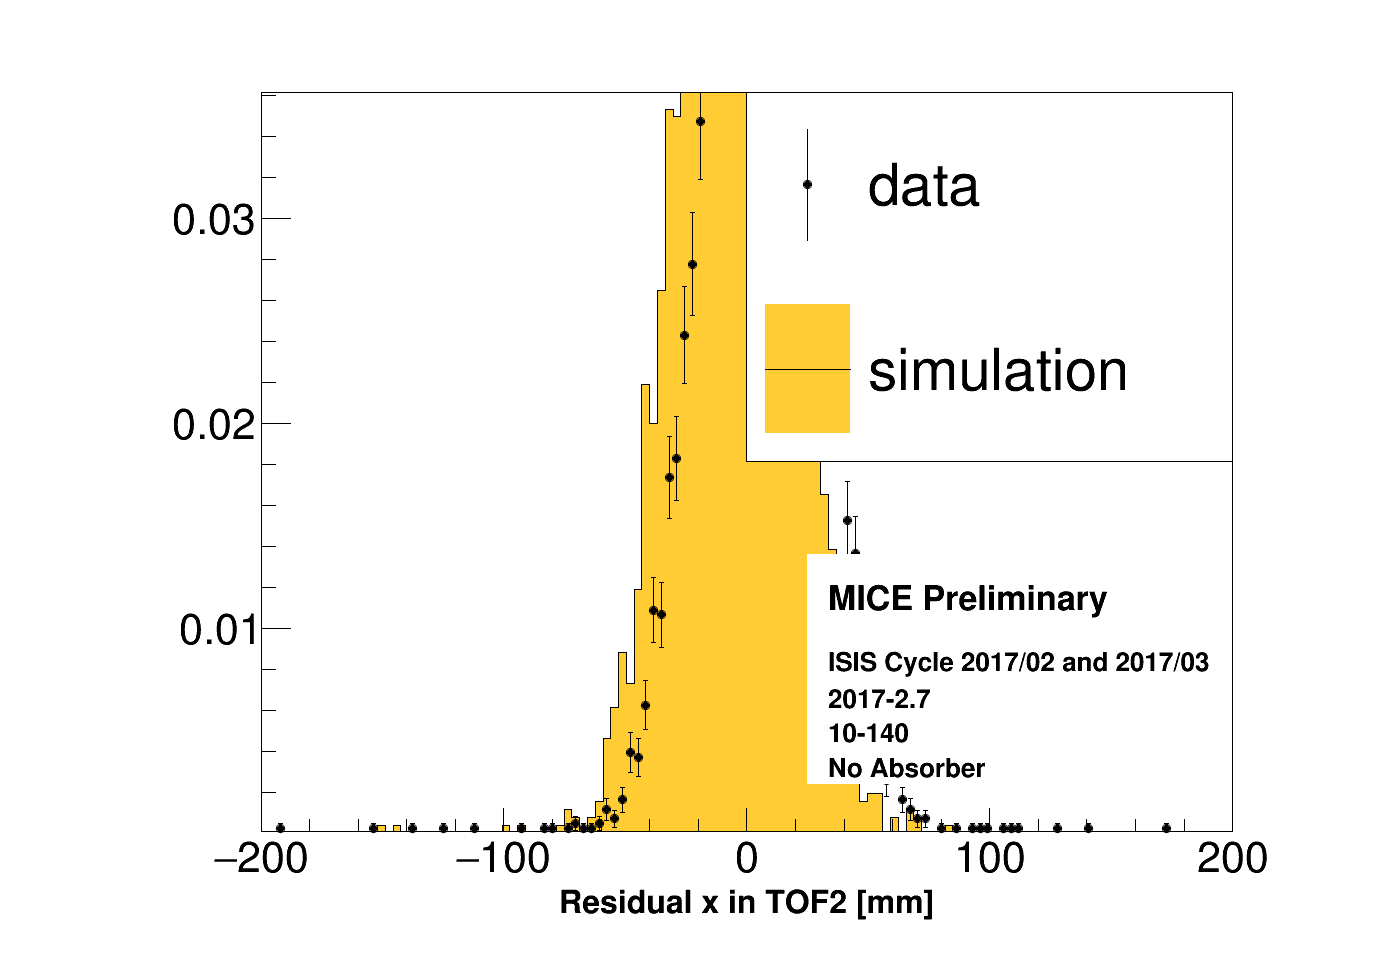 data
0.03
simulation
0.02
MICE Preliminary
0.01
ISIS Cycle 2017/02 and 2017/03
2017-2.7
10-140
No Absorber
−200 −100 0 100 200
Residual x in TOF2 [mm]